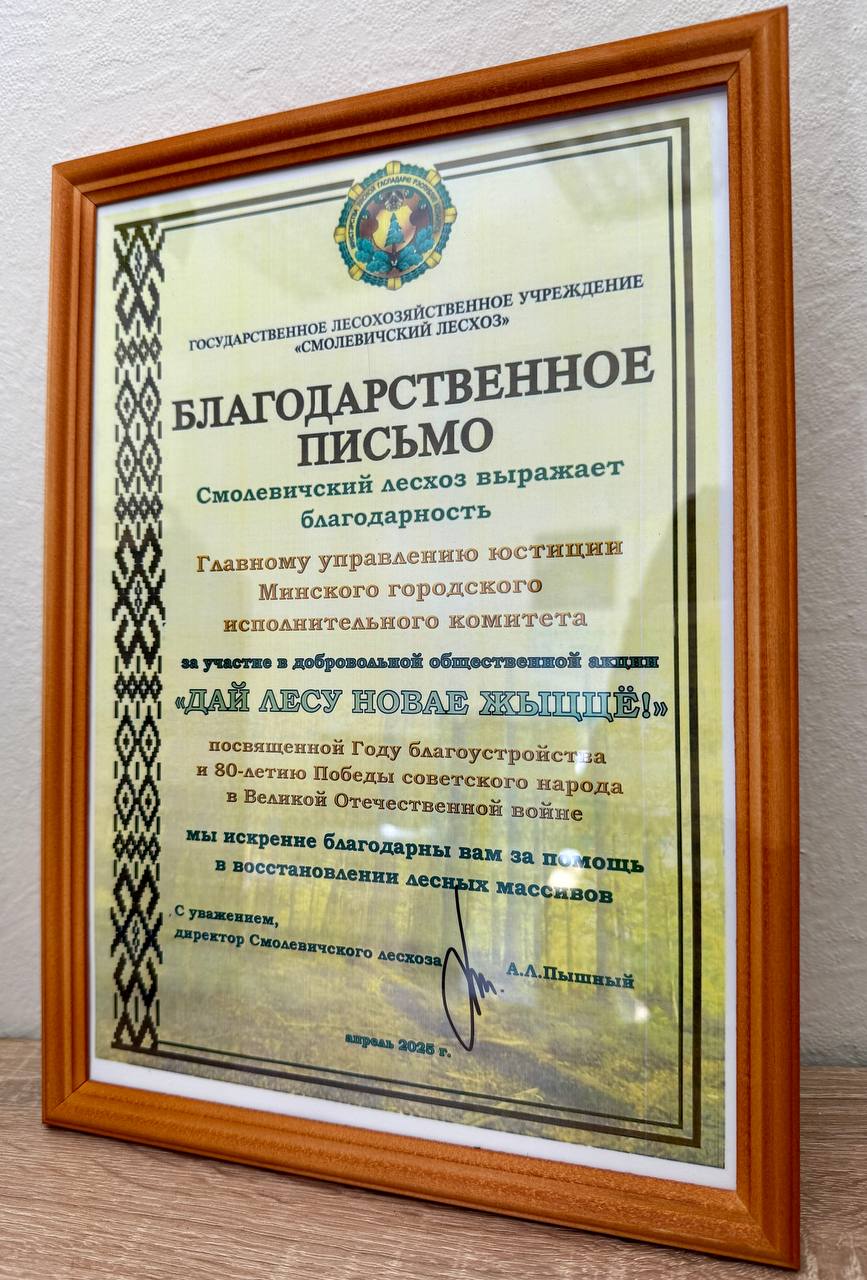 ГОСУДАРСТВЕННОЕ ЛЕСОХОЗЯЙСТВЕННОЕ УЧРЕЖДЕНИЕ
«СМОЛЕВИЧСКИЙ ЛЕСХОЗ»
БЛАГОДАРСТВЕННОЕ
ПИСЬМО
Смолевичский лесхоз выражает
благодарность
Главному управлению юстиции
Минского городского
исполнительного комитета
за участие в добровольной общественной акции
«ДАЙ ЛЕСУ НОВАЕ ЖЫЦЦЁ!»
посвященной Году благоустройства
и 80-летию Победы советского народа
в Великой Отечественной войне
мы искренне благодарны вам за помощь
в восстановлении лесных массивов
С уважением,
директор Смолевичского лесхоза
А.Л.Пышный
апрель 2025 г.